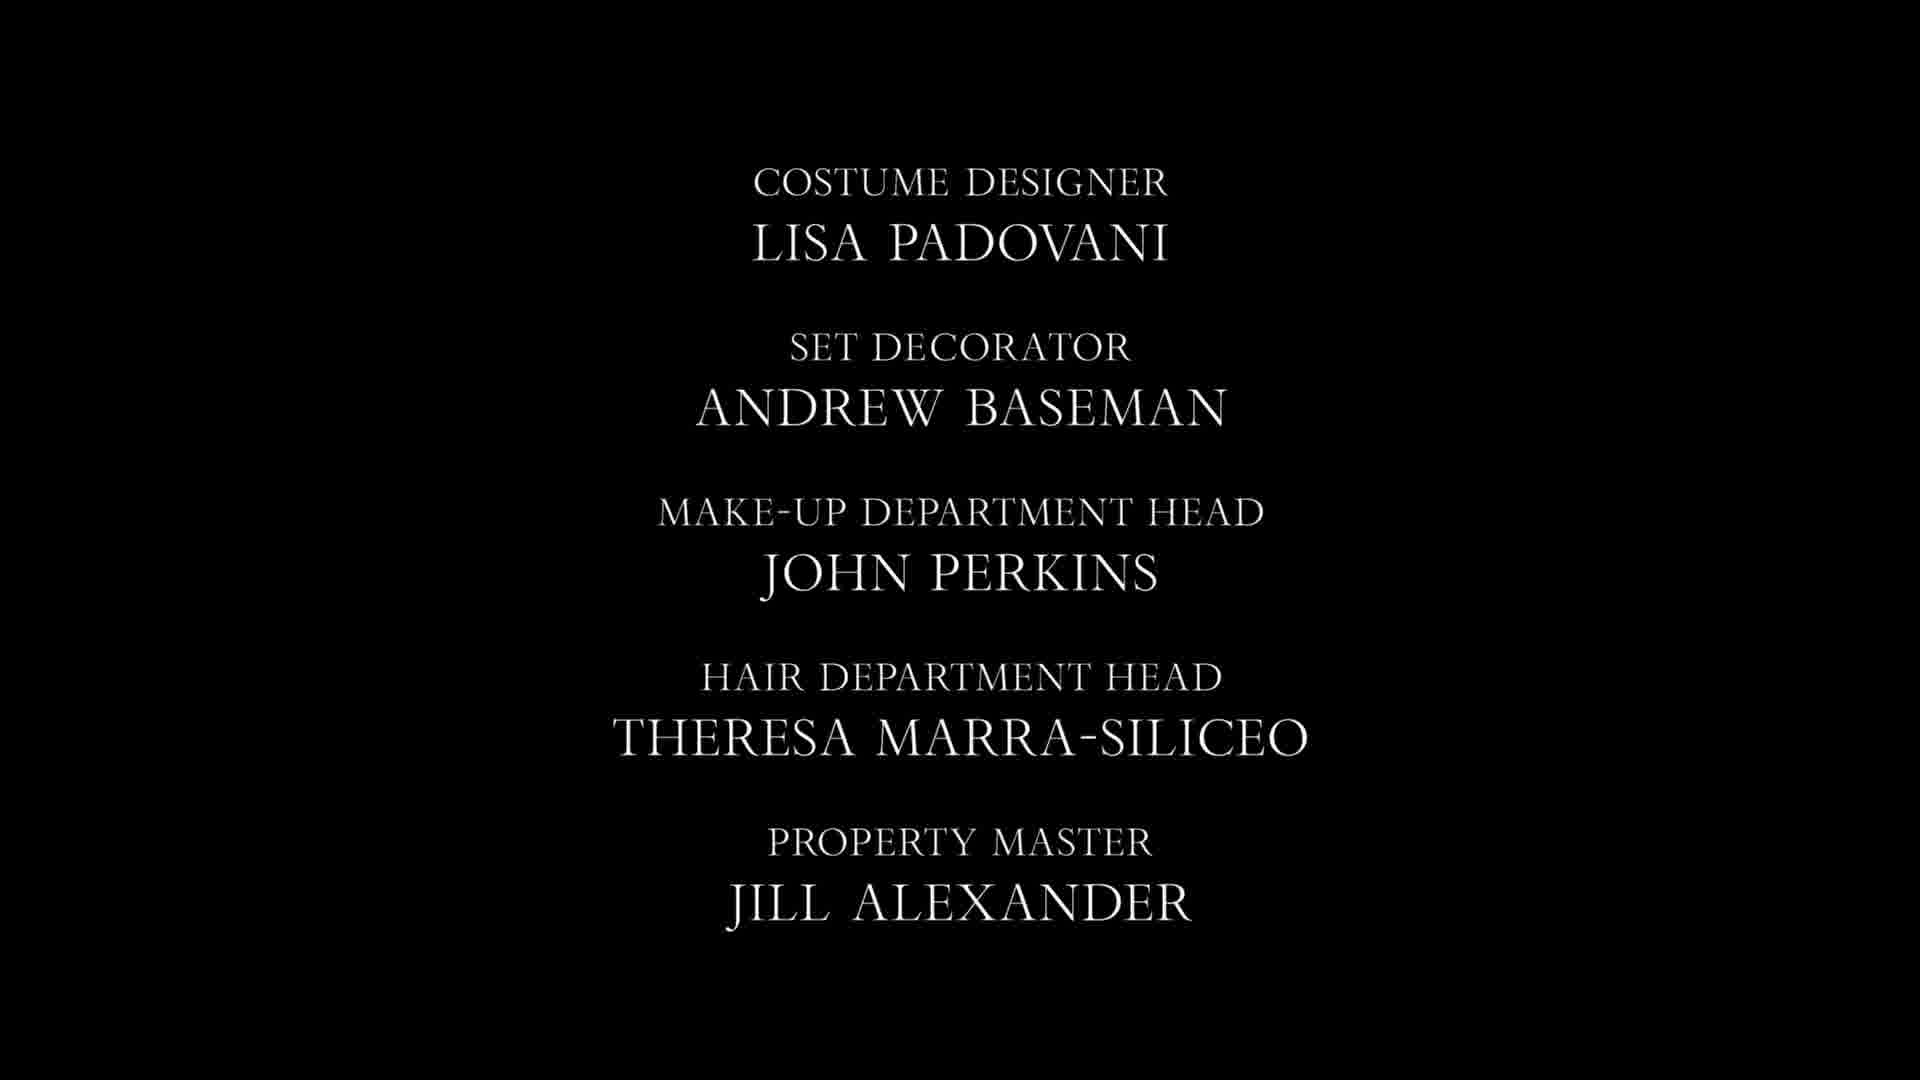 COSTUME DESIGNER
LISA PADOVANI
SET DECORATOR
ANDREW BASEMAN
MAKE-UP DEPARTMENT HEAD
JOHN PERKINS
HAIR DEPARTMENT HEAD
THERESA MARRA-SILICEO
PROPERTY MASTER
JILL ALEXANDER